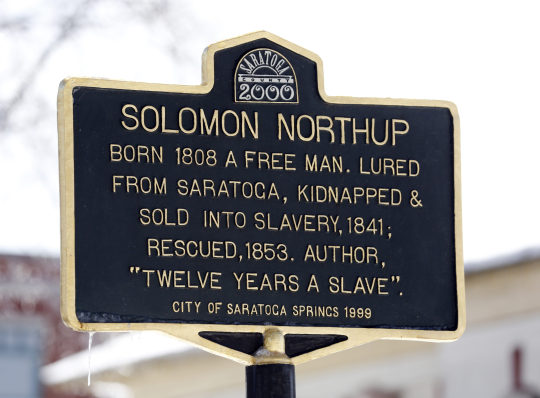 SARATOGA
COUNTY
2000
SOLOMON NORTHUP
BORN 1808 A FREE MAN. LURED
FROM SARATOGA, KIDNAPPED &
SOLD INTO SLAVERY,1841;
RESCUED,1853. AUTHOR,
“TWELVE YEARS A SLAVE”.
CITY OF SARATOGA SPRINGS 1999